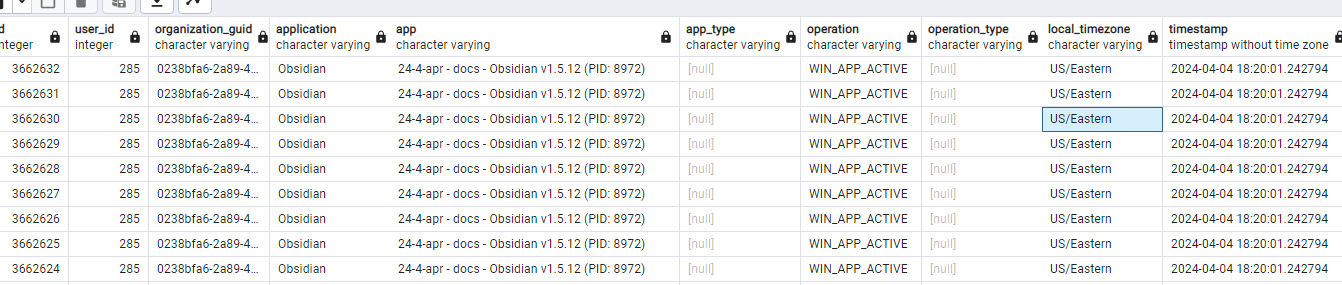 d user_id organization_guid application app app_type operation operation_type local_timezone timestamp
nteger integer character varying character varying character varying character varying character varying character varying character varying timestamp without time zone
3662632 285 0238bfa6-2a89-4... Obsidian 24-4-apr - docs - Obsidian v1.5.12 (PID: 8972) [null] WIN_APP_ACTIVE [null] US/Eastern 2024-04-04 18:20:01.242794
3662631 285 0238bfa6-2a89-4... Obsidian 24-4-apr - docs - Obsidian v1.5.12 (PID: 8972) [null] WIN_APP_ACTIVE [null] US/Eastern 2024-04-04 18:20:01.242794
3662630 285 0238bfa6-2a89-4... Obsidian 24-4-apr - docs - Obsidian v1.5.12 (PID: 8972) [null] WIN_APP_ACTIVE [null] US/Eastern 2024-04-04 18:20:01.242794
3662629 285 0238bfa6-2a89-4... Obsidian 24-4-apr - docs - Obsidian v1.5.12 (PID: 8972) [null] WIN_APP_ACTIVE [null] US/Eastern 2024-04-04 18:20:01.242794
3662628 285 0238bfa6-2a89-4... Obsidian 24-4-apr - docs - Obsidian v1.5.12 (PID: 8972) [null] WIN_APP_ACTIVE [null] US/Eastern 2024-04-04 18:20:01.242794
3662627 285 0238bfa6-2a89-4... Obsidian 24-4-apr - docs - Obsidian v1.5.12 (PID: 8972) [null] WIN_APP_ACTIVE [null] US/Eastern 2024-04-04 18:20:01.242794
3662626 285 0238bfa6-2a89-4... Obsidian 24-4-apr - docs - Obsidian v1.5.12 (PID: 8972) [null] WIN_APP_ACTIVE [null] US/Eastern 2024-04-04 18:20:01.242794
3662625 285 0238bfa6-2a89-4... Obsidian 24-4-apr - docs - Obsidian v1.5.12 (PID: 8972) [null] WIN_APP_ACTIVE [null] US/Eastern 2024-04-04 18:20:01.242794
3662624 285 0238bfa6-2a89-4... Obsidian 24-4-apr - docs - Obsidian v1.5.12 (PID: 8972) [null] WIN_APP_ACTIVE [null] US/Eastern 2024-04-04 18:20:01.242794